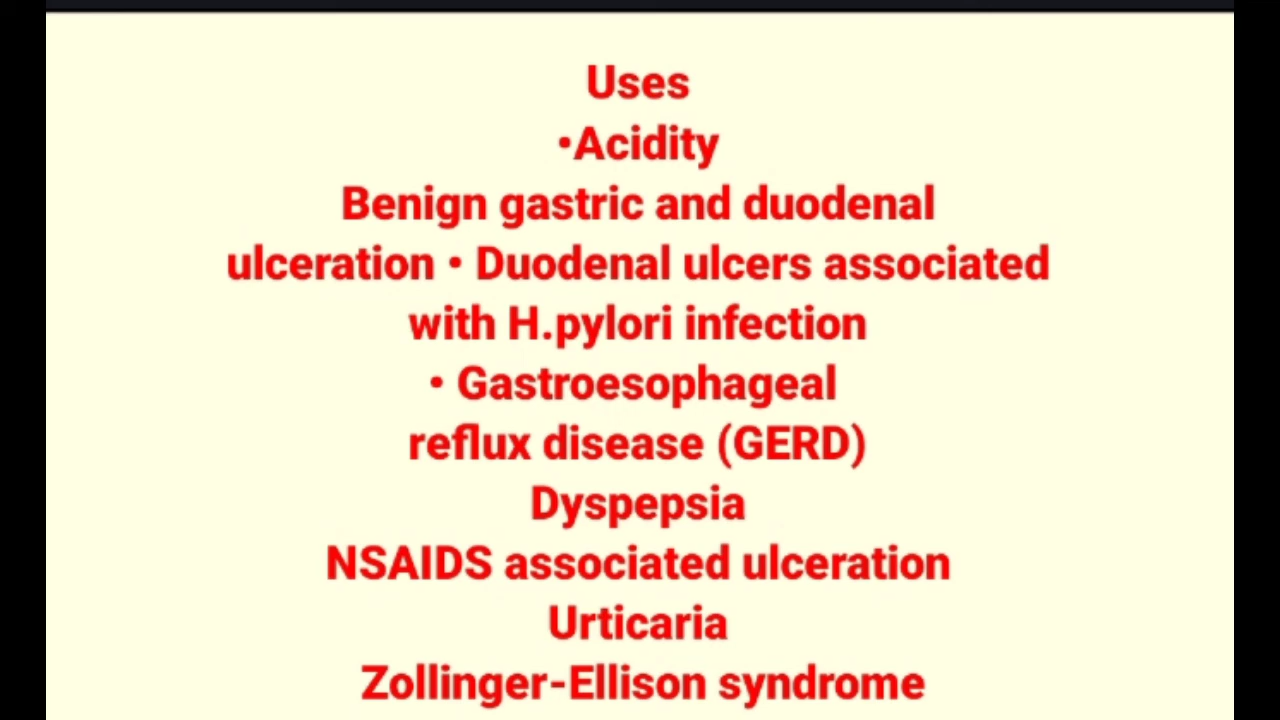 Uses
•Acidity
Benign gastric and duodenal
ulceration • Duodenal ulcers associated
with H.pylori infection
• Gastroesophageal
reflux disease (GERD)
Dyspepsia
NSAIDS associated ulceration
Urticaria
Zollinger-Ellison syndrome